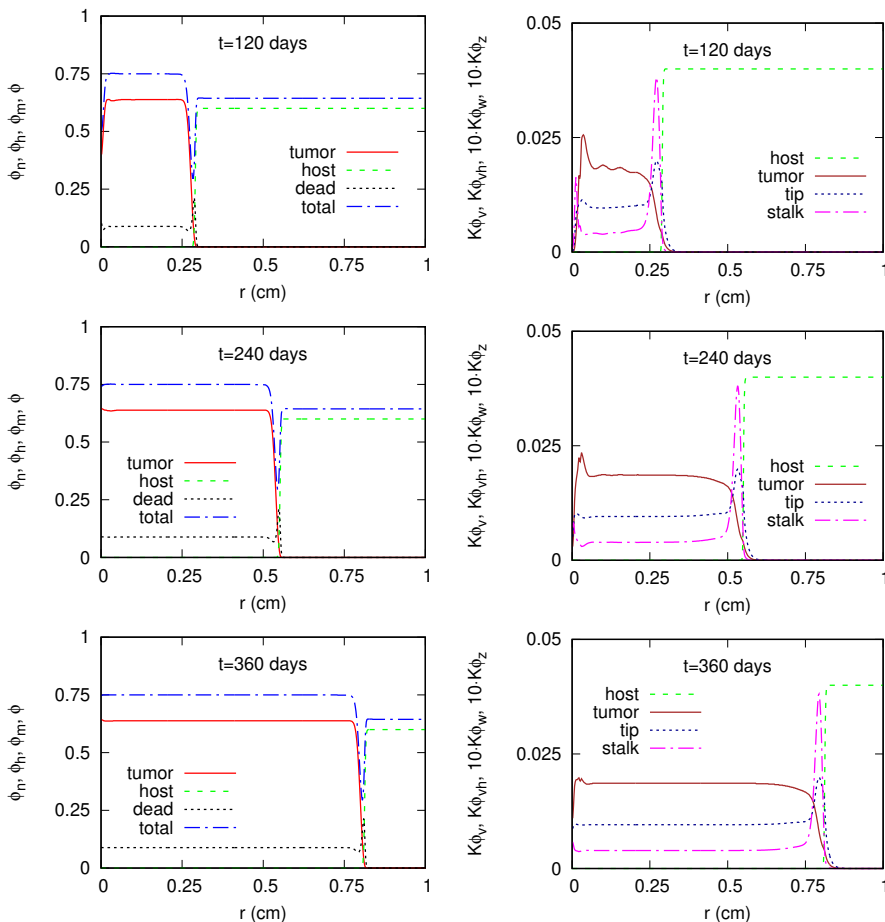 t=120 days
ϕn, ϕh, ϕm, ϕ
1
0.75
0.5
0.25
0
tumor
host
dead
total
0
0.25
0.5
0.75
1
r (cm)
t=120 days
Kϕv, Kϕvh, 10·Kϕw, 10·Kϕz
0.05
0.025
0
host
tumor
tip
stalk
0
0.25
0.5
0.75
1
r (cm)
t=240 days
ϕn, ϕh, ϕm, ϕ
1
0.75
0.5
0.25
0
tumor
host
dead
total
0
0.25
0.5
0.75
1
r (cm)
t=240 days
Kϕv, Kϕvh, 10·Kϕw, 10·Kϕz
0.05
0.025
0
host
tumor
tip
stalk
0
0.25
0.5
0.75
1
r (cm)
t=360 days
ϕn, ϕh, ϕm, ϕ
1
0.75
0.5
0.25
0
tumor
host
dead
total
0
0.25
0.5
0.75
1
r (cm)
t=360 days
Kϕv, Kϕvh, 10·Kϕw, 10·Kϕz
0.05
0.025
0
host
tumor
tip
stalk
0
0.25
0.5
0.75
1
r (cm)